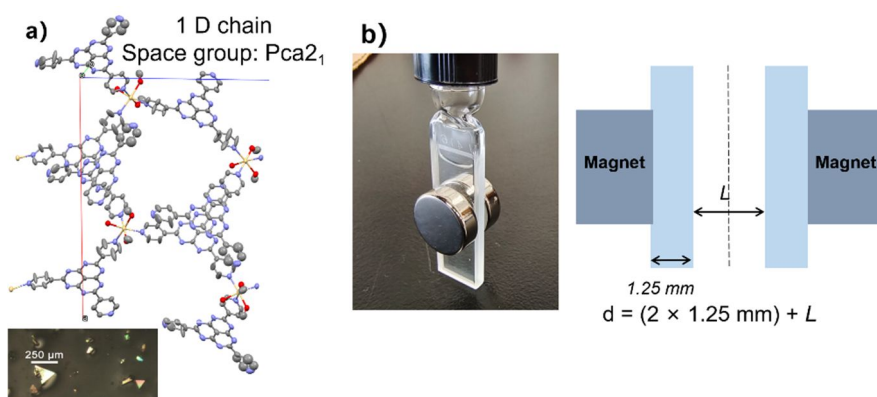 a)
1 D chain
Space group: Pca2₁
250 µm
b)
Magnet
L
Magnet
1.25 mm
d = (2 × 1.25 mm) + L